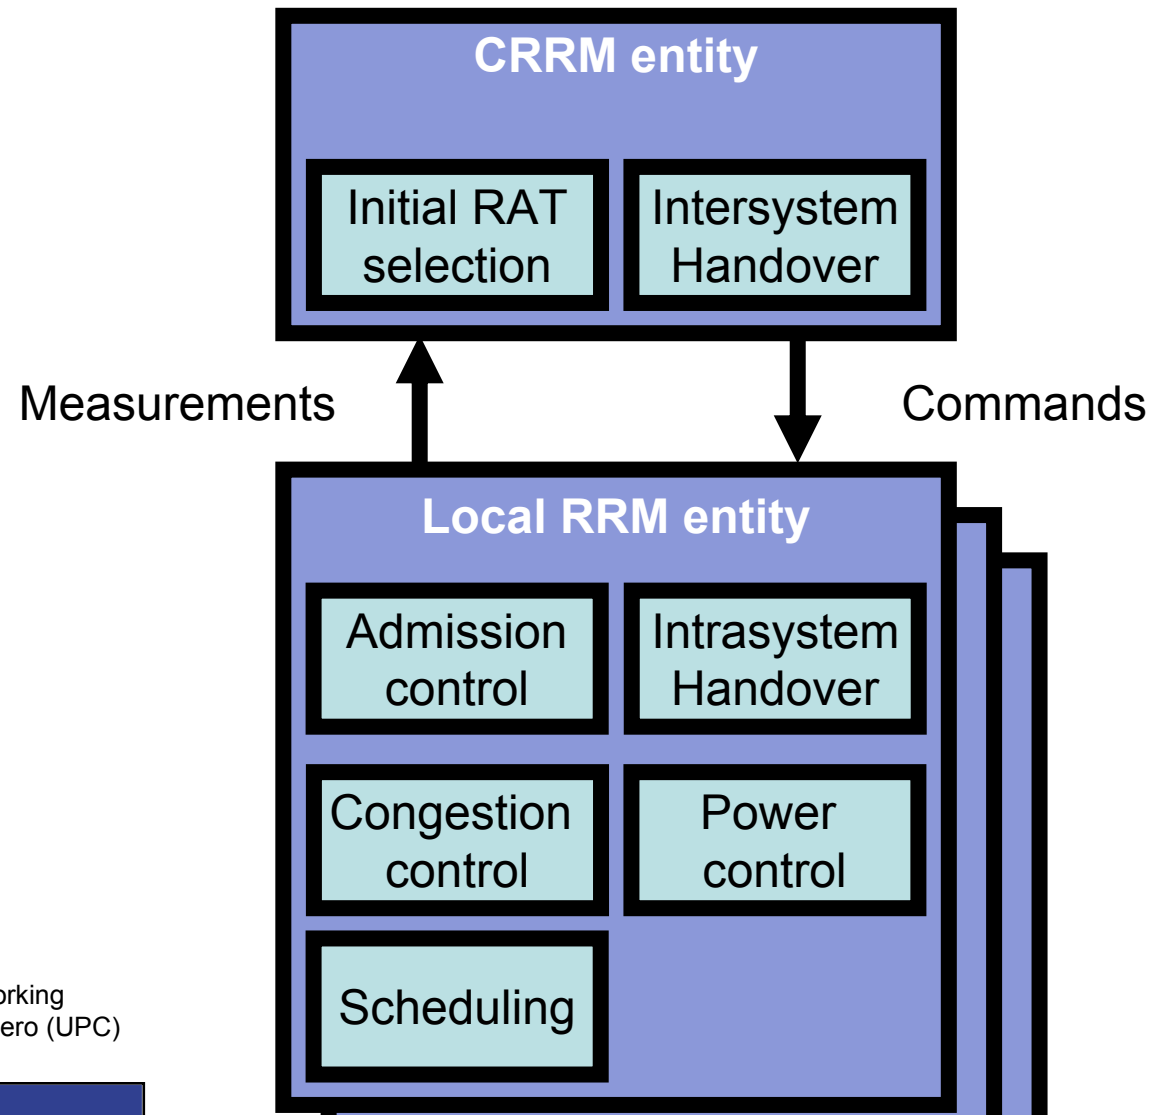 CRRM entity
Initial RAT
selection
Intersystem
Handover
Measurements
Commands
Local RRM entity
Admission
control
Intrasystem
Handover
Congestion
control
Power
control
Scheduling
(UPC)